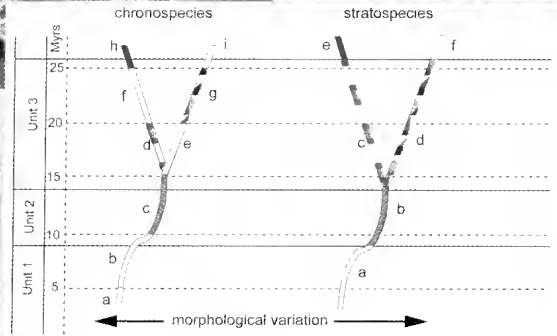 chronospecies
stratospecies
Myrs
h
i
e
f
25
f
g
Unit 3
20
d
e
c
d
15
Unit 2
c
b
10
b
Unit 1
a
5
a
morphological variation